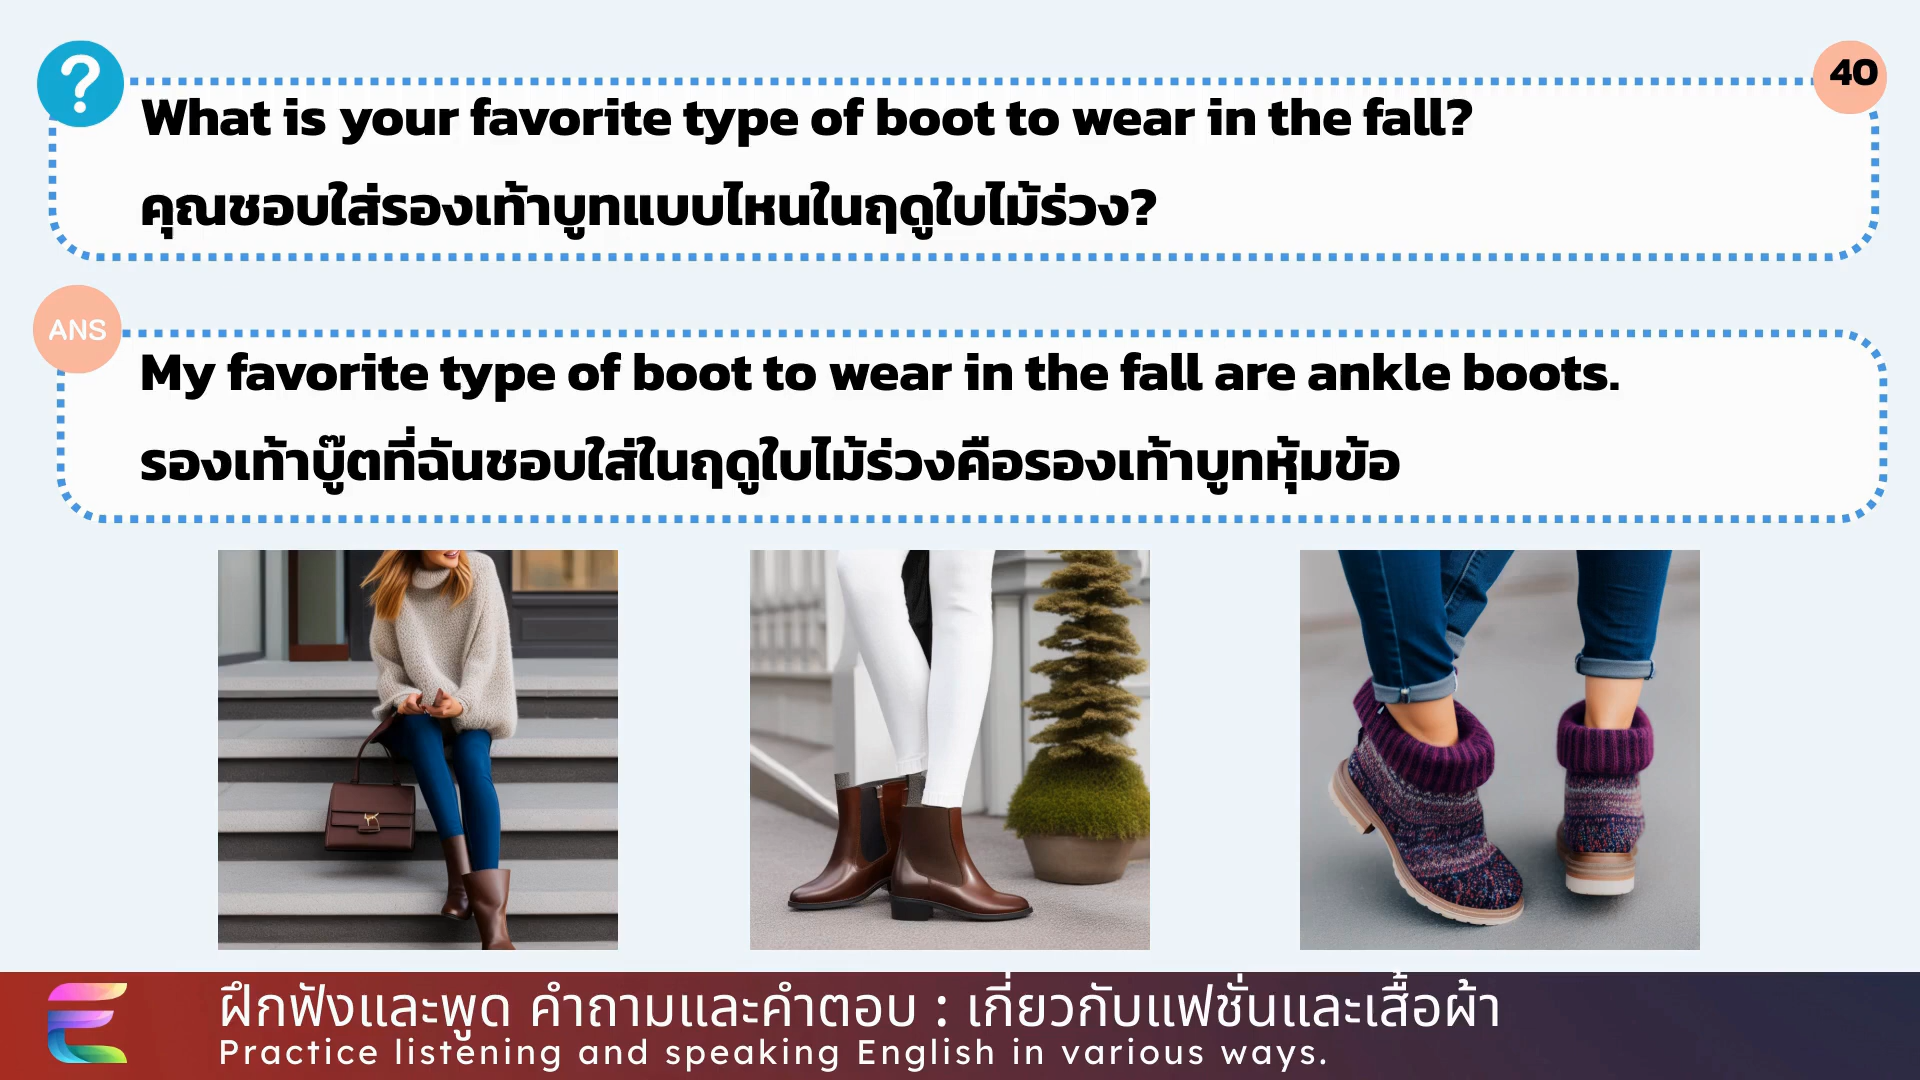 ?
40
What is your favorite type of boot to wear in the fall?
คุณชอบใส่รองเท้าบูทแบบไหนในฤดูใบไม้ร่วง?
ANS
My favorite type of boot to wear in the fall are ankle boots.
รองเท้าบู๊ตที่ฉันชอบใส่ในฤดูใบไม้ร่วงคือรองเท้าบูทหุ้มข้อ
ฝึกฟังและพูด คำถามและคำตอบ : เกี่ยวกับแฟชั่นและเสื้อผ้า
Practice listening and speaking English in various ways.